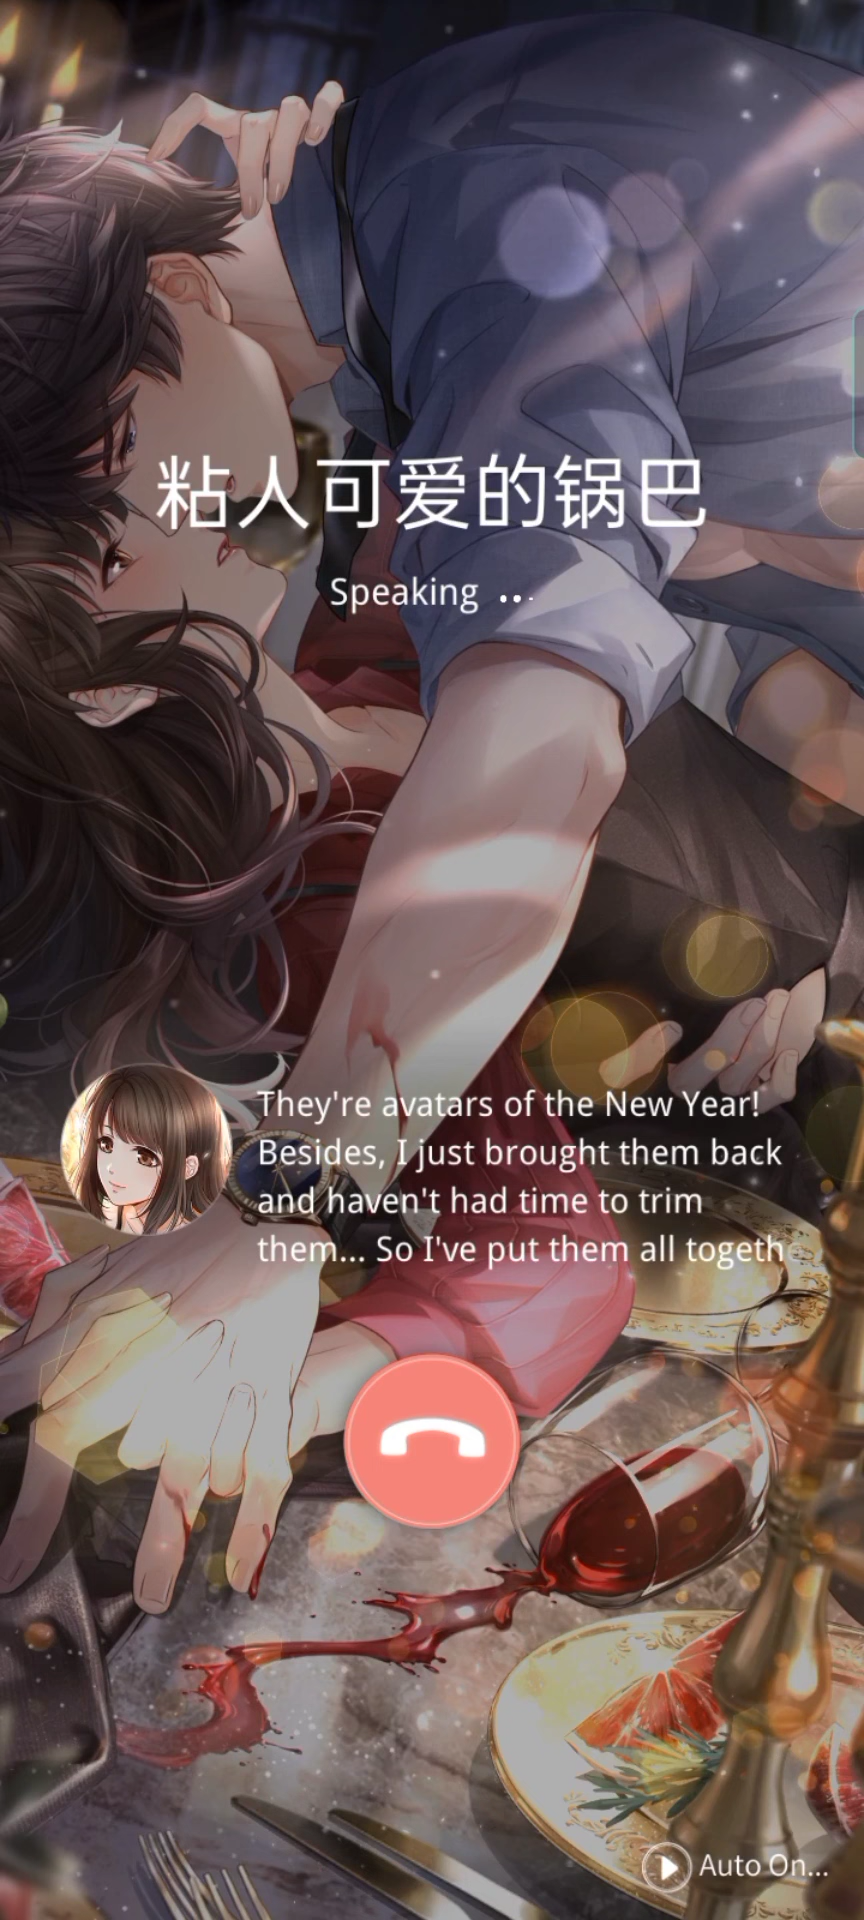 粘人可爱的锅巴
Speaking ...
They're avatars of the New Year!
Besides, I just brought them back
and haven't had time to trim
them... So I've put them all togeth
Auto On...